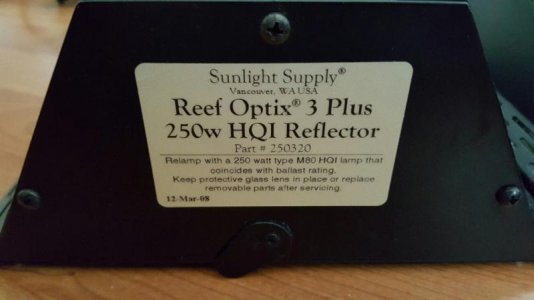 Sunlight Supply®
Vancouver, WA USA
Reef Optix® 3 Plus
250w HQI Reflector
Part # 250320
Relamp with a 250 watt type M80 HQI lamp that
coincides with ballast rating.
Keep protective glass lens in place or replace
removable parts after servicing.
12-Mar-08